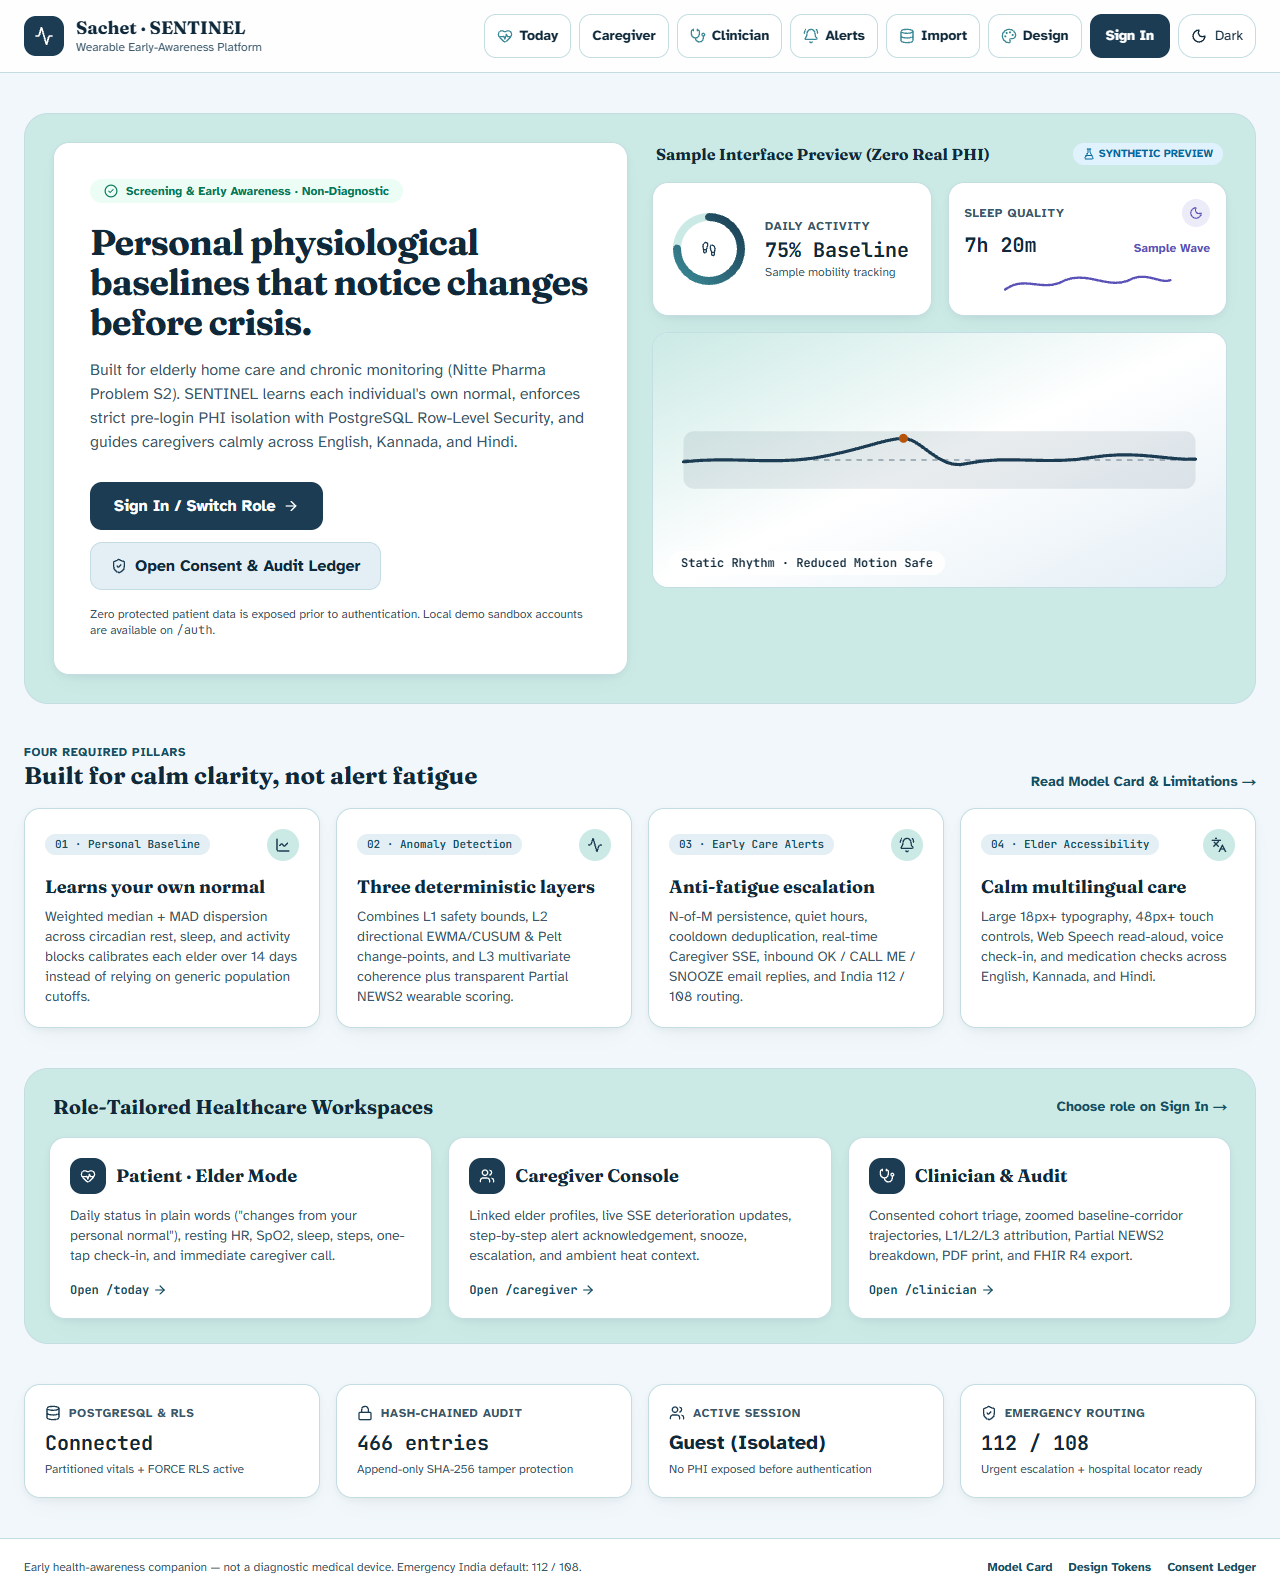 Sachet · SENTINEL
Wearable Early-Awareness Platform
Today
Caregiver
Clinician
Alerts
Import
Design
Sign In
Dark
Screening & Early Awareness · Non-Diagnostic
Personal physiological
baselines that notice changes
before crisis.
Built for elderly home care and chronic monitoring (Nitte Pharma
Problem S2). SENTINEL learns each individual's own normal, enforces
strict pre-login PHI isolation with PostgreSQL Row-Level Security, and
guides caregivers calmly across English, Kannada, and Hindi.
Sign In / Switch Role →
Open Consent & Audit Ledger
Zero protected patient data is exposed prior to authentication. Local demo sandbox accounts
are available on /auth.
Sample Interface Preview (Zero Real PHI)
SYNTHETIC PREVIEW
DAILY ACTIVITY
75% Baseline
Sample mobility tracking
SLEEP QUALITY
7h 20m
Sample Wave
Static Rhythm · Reduced Motion Safe
FOUR REQUIRED PILLARS
Built for calm clarity, not alert fatigue
Read Model Card & Limitations →
01 · Personal Baseline
Learns your own normal
Weighted median + MAD dispersion
across circadian rest, sleep, and activity
blocks calibrates each elder over 14 days
instead of relying on generic population
cutoffs.
02 · Anomaly Detection
Three deterministic layers
Combines L1 safety bounds, L2
directional EWMA/CUSUM & Pelt
change-points, and L3 multivariate
coherence plus transparent Partial
NEWS2 wearable scoring.
03 · Early Care Alerts
Anti-fatigue escalation
N-of-M persistence, quiet hours,
cooldown deduplication, real-time
Caregiver SSE, inbound OK / CALL ME /
SNOOZE email replies, and India 112 /
108 routing.
04 · Elder Accessibility
Calm multilingual care
Large 18px+ typography, 48px+ touch
controls, Web Speech read-aloud, voice
check-in, and medication checks across
English, Kannada, and Hindi.
Role-Tailored Healthcare Workspaces
Choose role on Sign In →
Patient · Elder Mode
Daily status in plain words ("changes from your
personal normal"), resting HR, SpO2, sleep, steps, one-
tap check-in, and immediate caregiver call.
Open /today →
Caregiver Console
Linked elder profiles, live SSE deterioration updates,
step-by-step alert acknowledgement, snooze,
escalation, and ambient heat context.
Open /caregiver →
Clinician & Audit
Consented cohort triage, zoomed baseline-corridor
trajectories, L1/L2/L3 attribution, Partial NEWS2
breakdown, PDF print, and FHIR R4 export.
Open /clinician →
POSTGRESQL & RLS
Connected
Partitioned vitals + FORCE RLS active
HASH-CHAINED AUDIT
466 entries
Append-only SHA-256 tamper protection
ACTIVE SESSION
Guest (Isolated)
No PHI exposed before authentication
EMERGENCY ROUTING
112 / 108
Urgent escalation + hospital locator ready
Early health-awareness companion — not a diagnostic medical device. Emergency India default: 112 / 108.
Model Card
Design Tokens
Consent Ledger